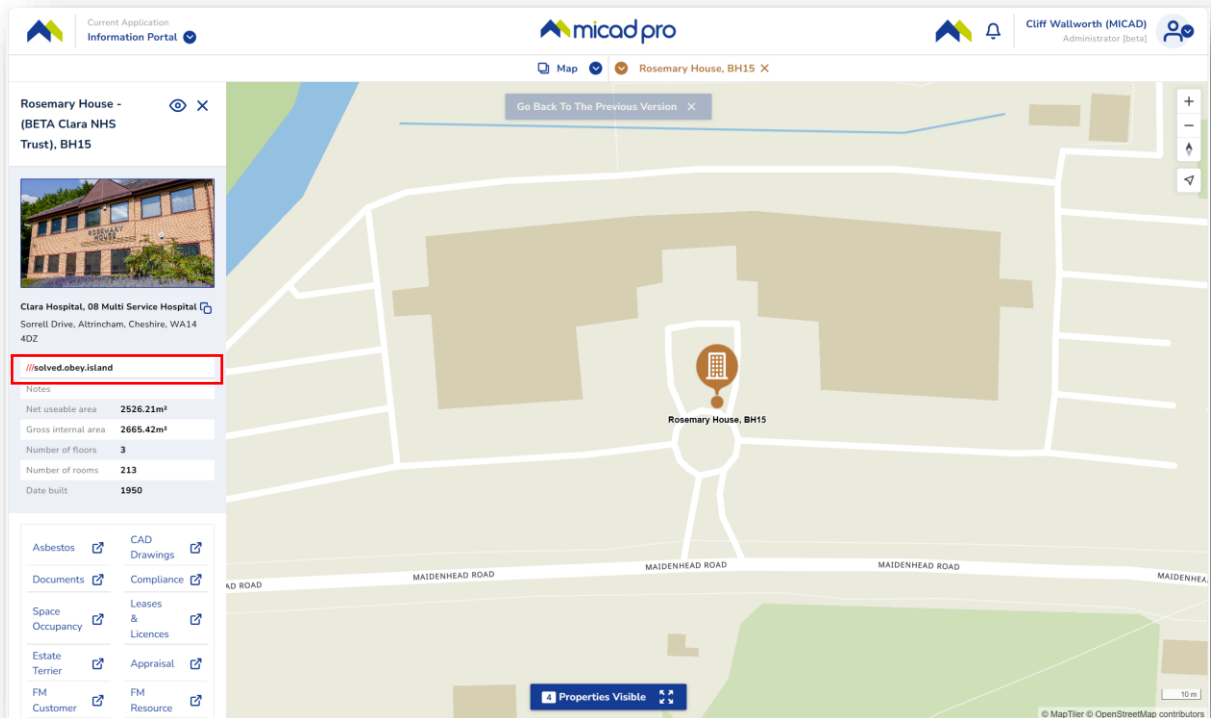 Current Application
Information Portal
micad pro
Cliff Wallworth (MICAD)
Administrator [beta]
Map
Rosemary House, BH15
Rosemary House -
(BETA Clara NHS
Trust), BH15
ROSEMARY
HOUSE
Clara Hospital, 08 Multi Service Hospital
Sorrell Drive, Altrincham, Cheshire, WA14
4DZ
///solved.obey.island
Notes
Net useable area 2526.21m²
Gross internal area 2665.42m²
Number of floors 3
Number of rooms 213
Date built 1950
Asbestos
CAD
Drawings
Documents
Compliance
Space
Occupancy
Leases
&
Licences
Estate
Terrier
Appraisal
FM
Customer
FM
Resource
Go Back To The Previous Version
Rosemary House, BH15
AD ROAD
MAIDENHEAD ROAD
MAIDENHEAD ROAD
MAIDENHEAD ROAD
MAIDENHEA
4 Properties Visible
10 m
© MapTiler © OpenStreetMap contributors